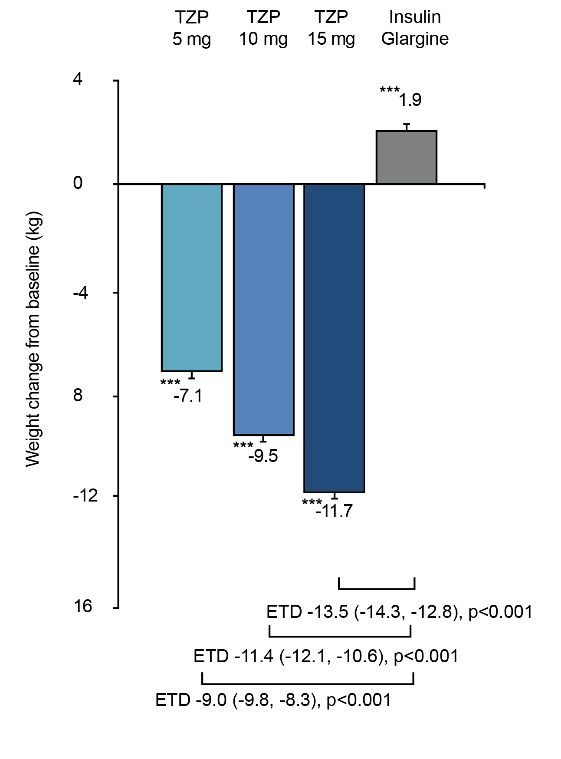 TZP TZP TZP Insulin
5 mg 10 mg 15 mg Glargine
4
***1.9
0
Weight change from baseline (kg)
-4
***-7.1
8
***-9.5
-12
***-11.7
16
ETD -13.5 (-14.3, -12.8), p<0.001
ETD -11.4 (-12.1, -10.6), p<0.001
ETD -9.0 (-9.8, -8.3), p<0.001